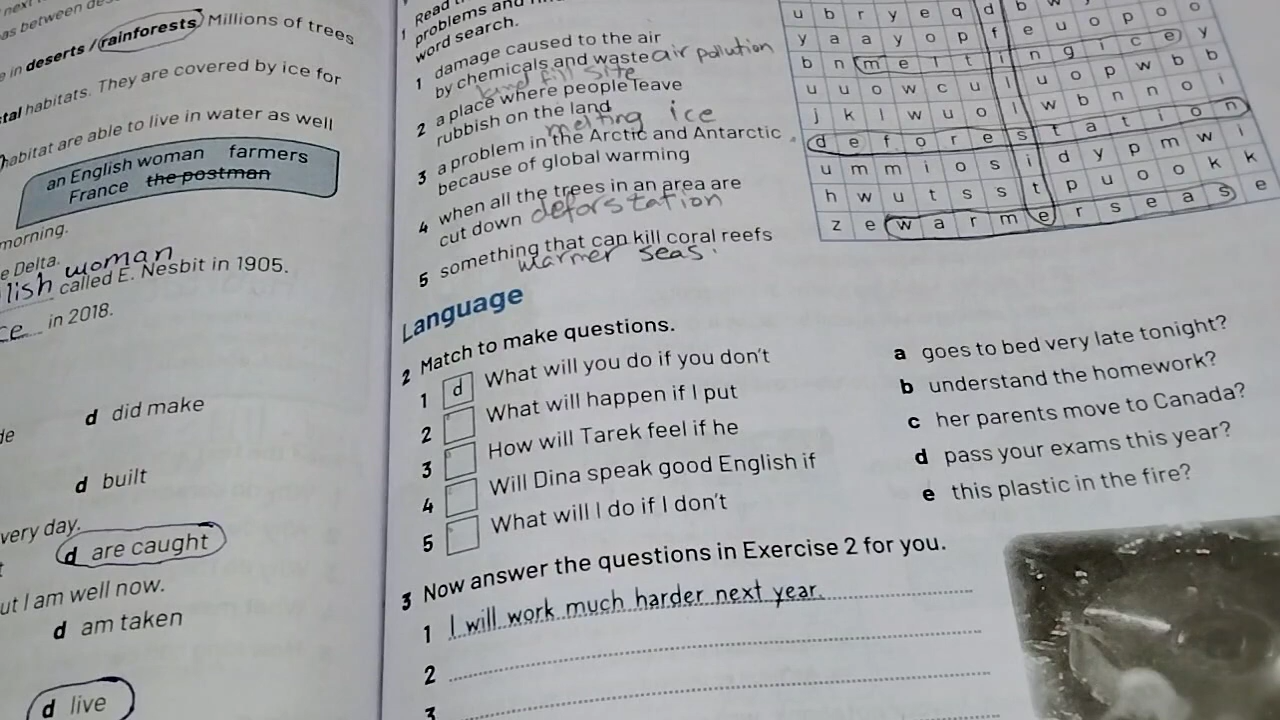 next
as between
e in deserts / rainforests Millions of trees
tal habitats. They are covered by ice for
habitat are able to live in water as well
an English woman farmers
France the postman
morning.
e Delta.
lish woman called E. Nesbit in 1905.
ce in 2018.
d did made
d built
very day.
d are caught
ut I am well now.
d am taken
d live
1 Read
problems and
word search.
1 damage caused to the air
by chemicals and waste air pollution
land fill site
2 a place where people leave
rubbish on the land
melting ice
3 a problem in the Arctic and Antarctic
because of global warming
4 when all the trees in an area are
cut down deforstation
5 something that can kill coral reefs
warmer seas.
u b r y e q d b w
y a a y o p f e u o p o o
b n m e l t i n g i c e y
u u o w c u l u o p w b b
j k l w u o l w b n n o i
d e f o r e s t a t i o n
u m m i o s i d y p m w i
h w u t s s t p u o o k k
z e w a r m e r s e a s e
Language
2 Match to make questions.
1 d What will you do if you don't
2 What will happen if I put
3 How will Tarek feel if he
4 Will Dina speak good English if
5 What will I do if I don't
a goes to bed very late tonight?
b understand the homework?
c her parents move to Canada?
d pass your exams this year?
e this plastic in the fire?
3 Now answer the questions in Exercise 2 for you.
1 I will work much harder next year.
2
3